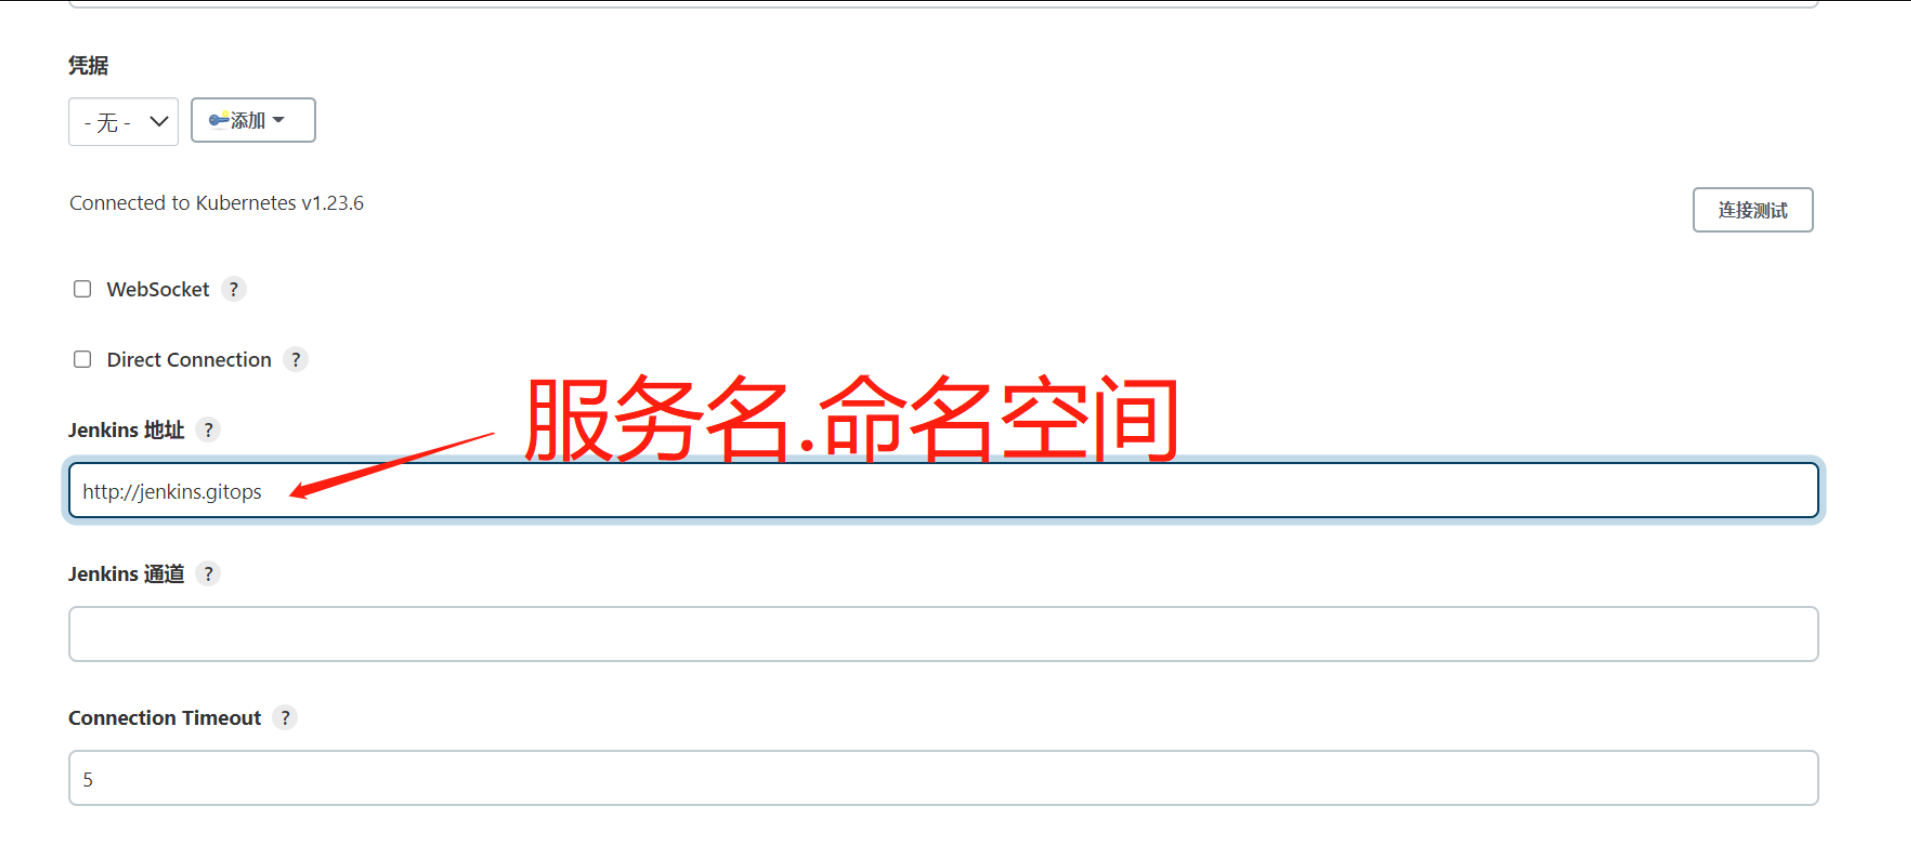 凭据
- 无 -
添加
Connected to Kubernetes v1.23.6
连接测试
WebSocket ?
Direct Connection ?
服务名.命名空间
Jenkins 地址 ?
http://jenkins.gitops
Jenkins 通道 ?
Connection Timeout ?
5